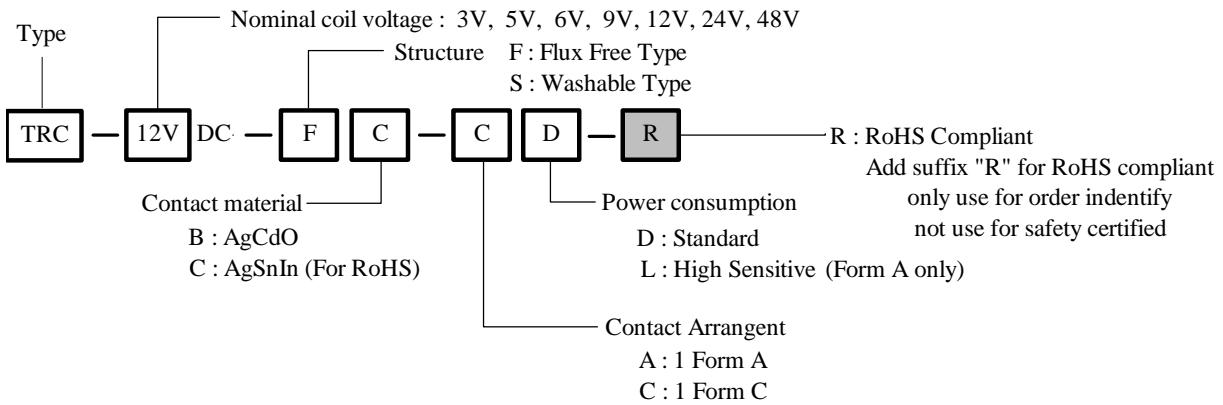 Nominal coil voltage : 3V, 5V, 6V, 9V, 12V, 24V, 48V
Type
Structure F : Flux Free Type
S : Washable Type
TRC — 12V DC — F C — C D — R
R : RoHS Compliant
Add suffix "R" for RoHS compliant
only use for order indentify
not use for safety certified
Contact material
B : AgCdO
C : AgSnIn (For RoHS)
Power consumption
D : Standard
L : High Sensitive (Form A only)
Contact Arrangent
A : 1 Form A
C : 1 Form C